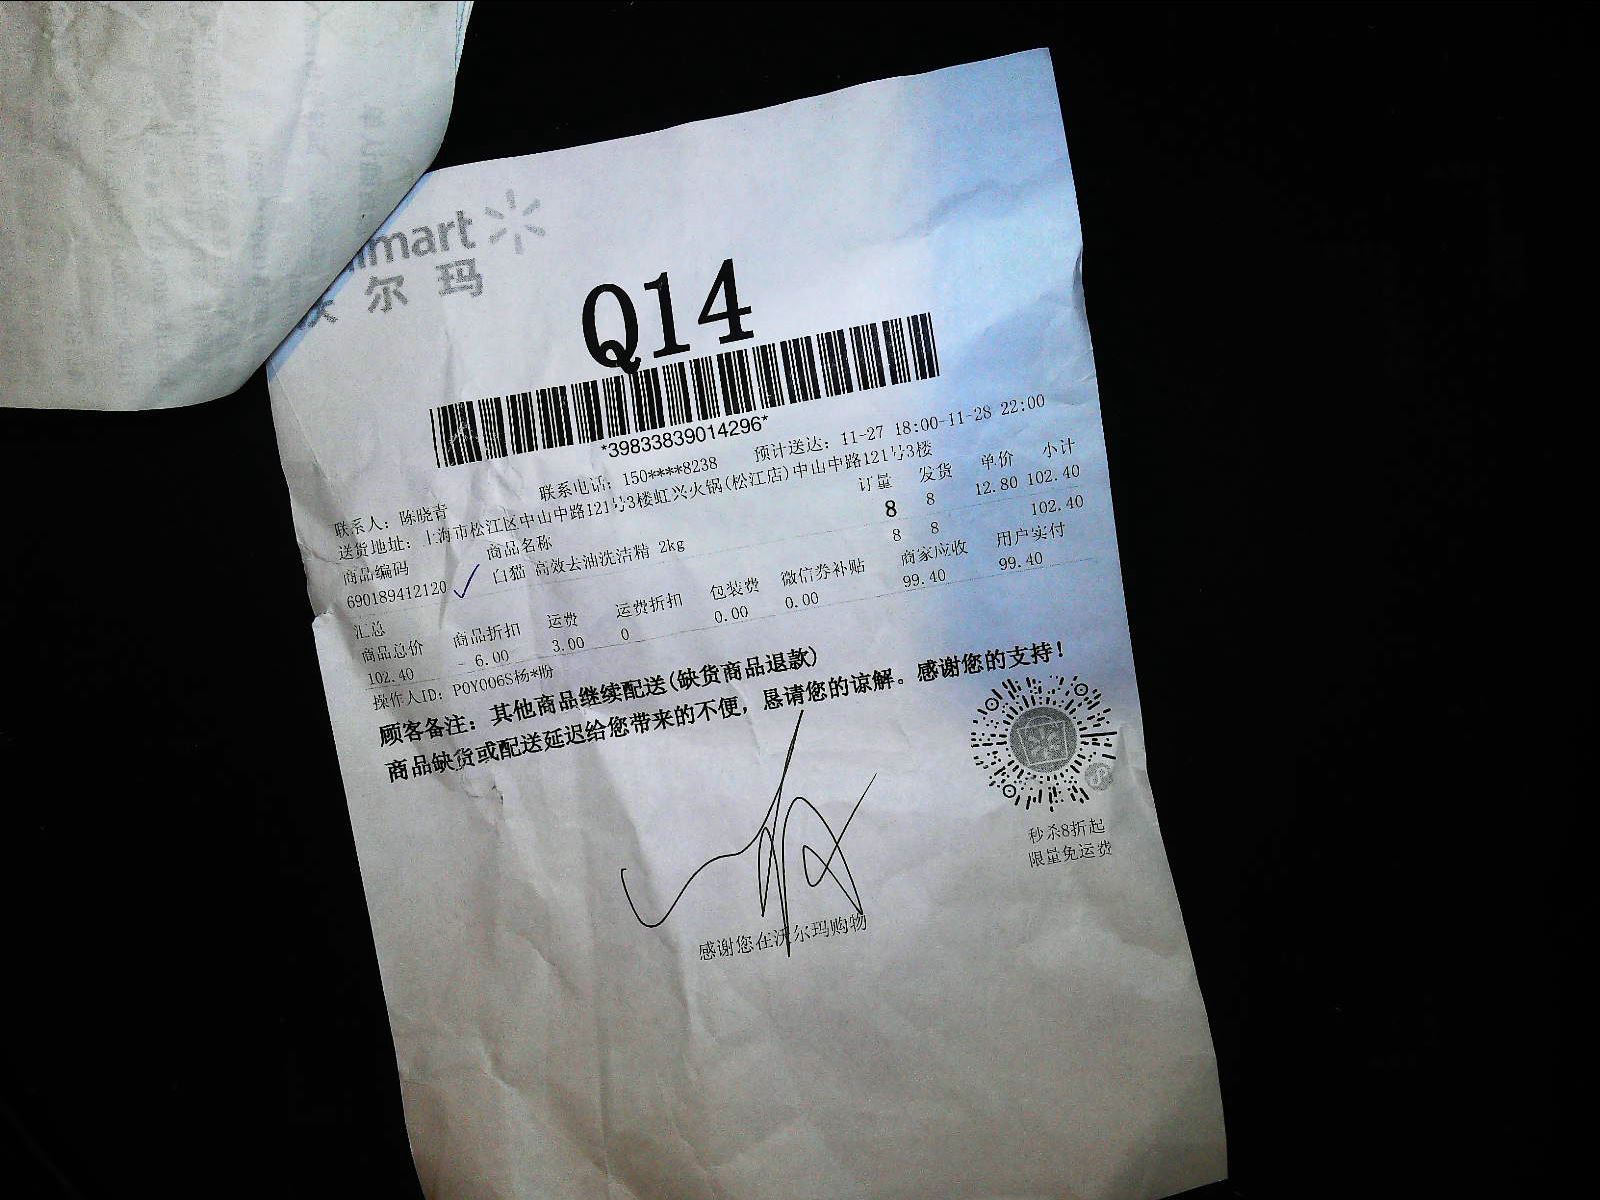 mart
尔玛
Q14
*39833839014296*
联系人：陈晓青 联系电话：150****8238 预计送达：11-27 18:00-11-28 22:00
送货地址：上海市松江区中山中路121号3楼虹兴火锅(松江店)中山中路121号3楼
商品编码 商品名称 订量 发货 单价 小计
690189412120 白猫 高效去油洗洁精 2kg 8 8 12.80 102.40
汇总 8 8 102.40
商品总价 商品折扣 运费 运费折扣 包装费 微信券补贴 商家应收 用户实付
102.40 - 6.00 3.00 0 0.00 0.00 99.40 99.40
操作人ID：POY006S杨*盼
顾客备注：其他商品继续配送(缺货商品退款)
商品缺货或配送延迟给您带来的不便，恳请您的谅解。感谢您的支持！
秒杀8折起
限量免运费
感谢您在沃尔玛购物